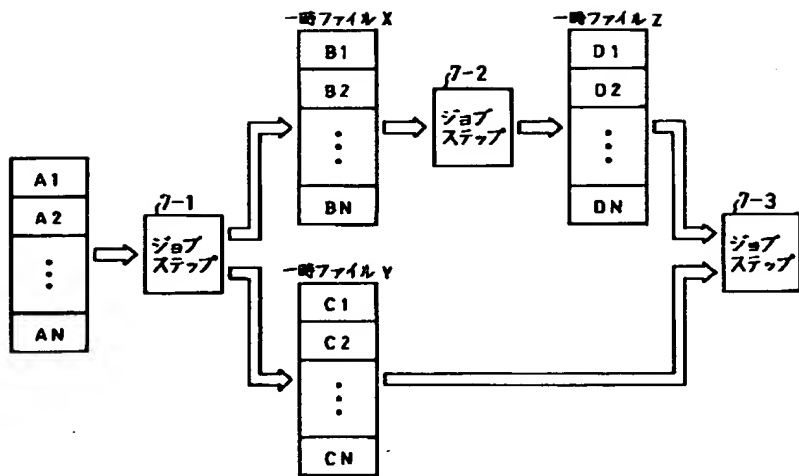 一時ファイル X
B1
B2
BN
7-2
ジョブ
ステップ
一時ファイル Z
D1
D2
DN
A1
A2
AN
7-1
ジョブ
ステップ
一時ファイル Y
C1
C2
CN
7-3
ジョブ
ステップ